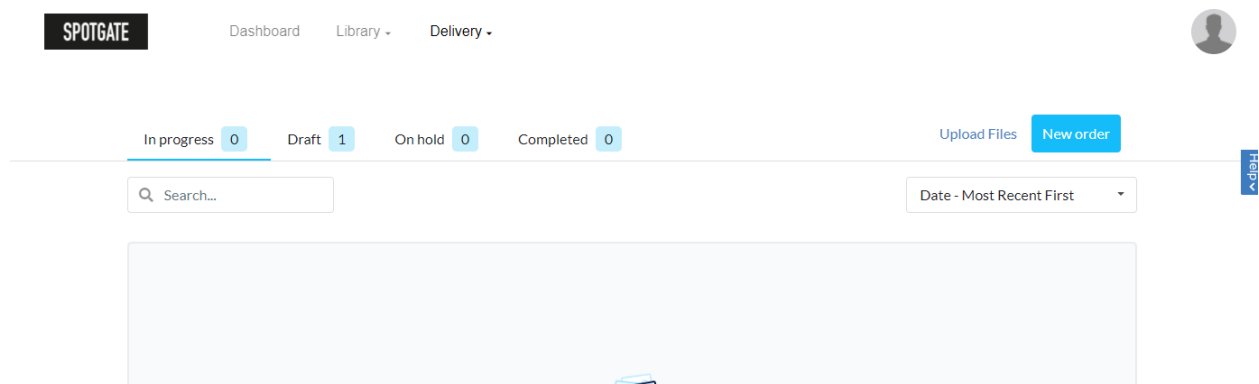 SPOTGATE Dashboard Library Delivery
In progress 0 Draft 1 On hold 0 Completed 0 Upload Files New order
Help
Search... Date - Most Recent First